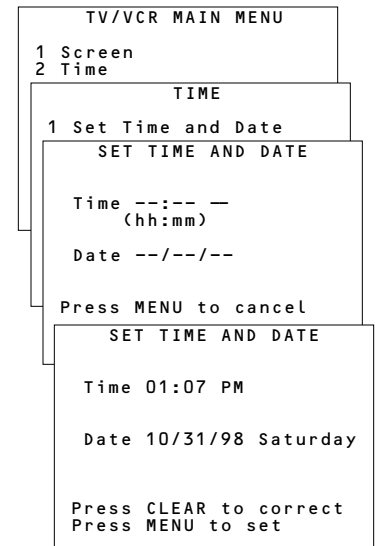 TV/VCR MAIN MENU
1 Screen
2 Time
TIME
1 Set Time and Date
SET TIME AND DATE
Time --:-- --
(hh:mm)
Date --/--/--
Press MENU to cancel
SET TIME AND DATE
Time 01:07 PM
Date 10/31/98 Saturday
Press CLEAR to correct
Press MENU to set